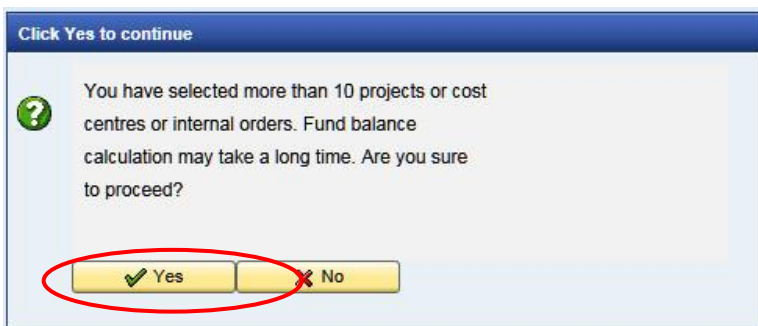 Click Yes to continue
You have selected more than 10 projects or cost
centres or internal orders. Fund balance
calculation may take a long time. Are you sure
to proceed?
Yes No